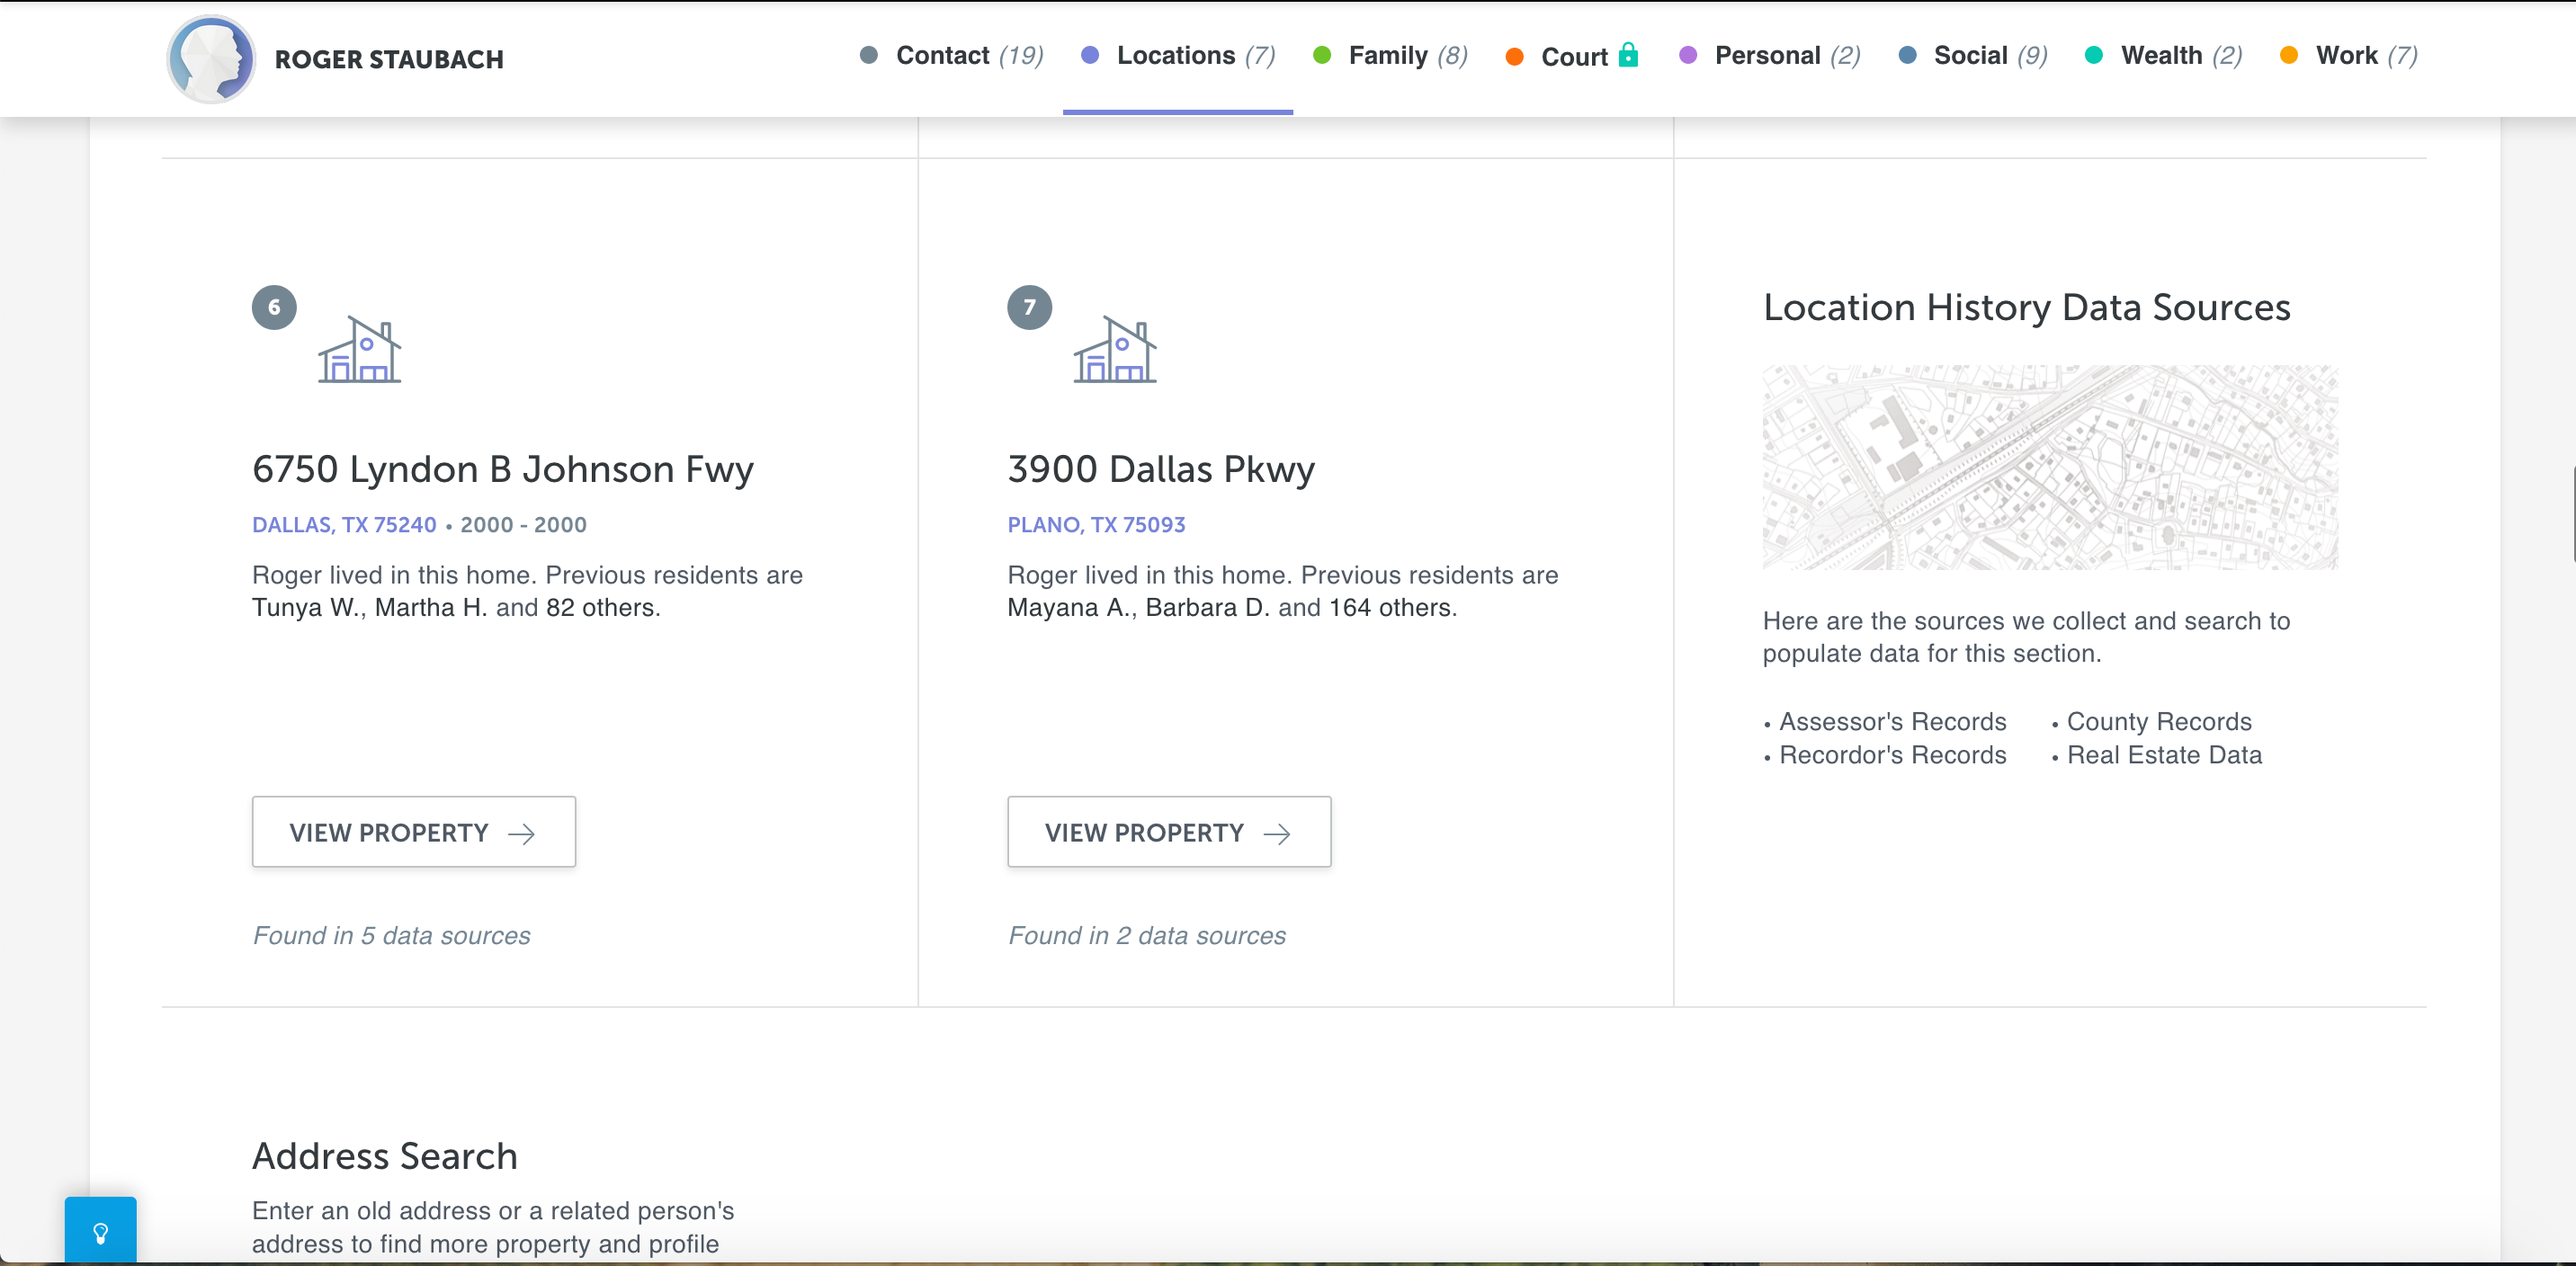 ROGER STAUBACH
Contact (19)
Locations (7)
Family (8)
Court
Personal (2)
Social (9)
Wealth (2)
Work (7)
6
6750 Lyndon B Johnson Fwy
DALLAS, TX 75240 • 2000 - 2000
Roger lived in this home. Previous residents are
Tunya W., Martha H. and 82 others.
VIEW PROPERTY
Found in 5 data sources
7
3900 Dallas Pkwy
PLANO, TX 75093
Roger lived in this home. Previous residents are
Mayana A., Barbara D. and 164 others.
VIEW PROPERTY
Found in 2 data sources
Location History Data Sources
Here are the sources we collect and search to
populate data for this section.
• Assessor's Records
• Recordor's Records
• County Records
• Real Estate Data
Address Search
Enter an old address or a related person's
address to find more property and profile